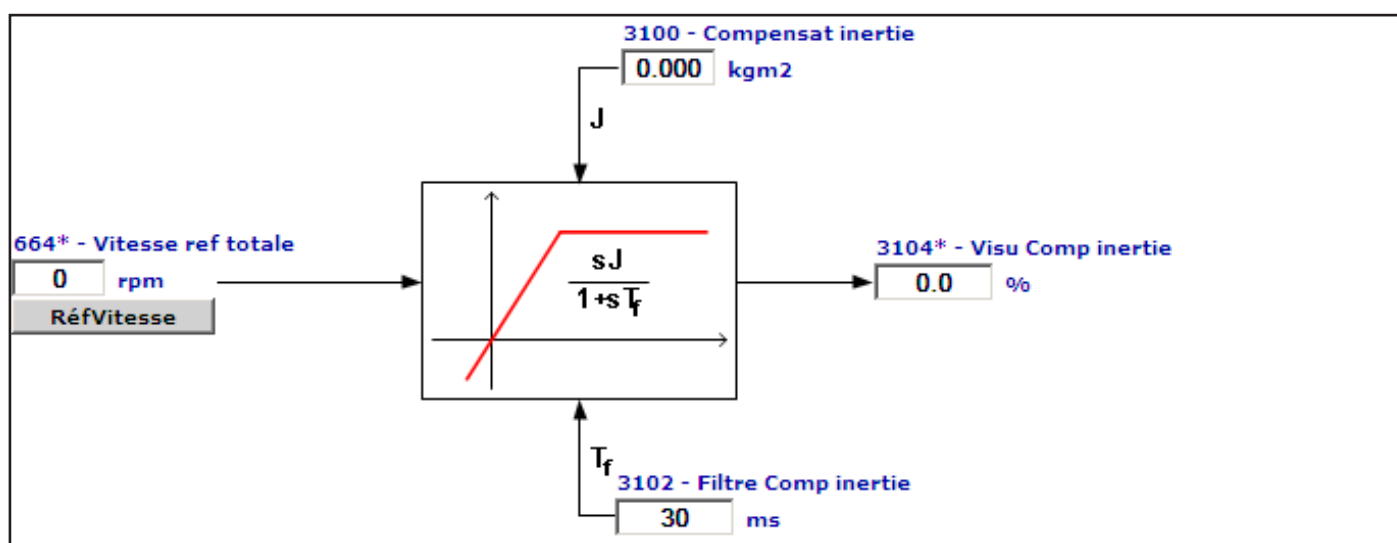 3100 - Compensat inertie
0.000 kgm2
J
664* - Vitesse ref totale
0 rpm
RéfVitesse
sJ
1+sTf
3104* - Visu Comp inertie
0.0 %
Tf
3102 - Filtre Comp inertie
30 ms